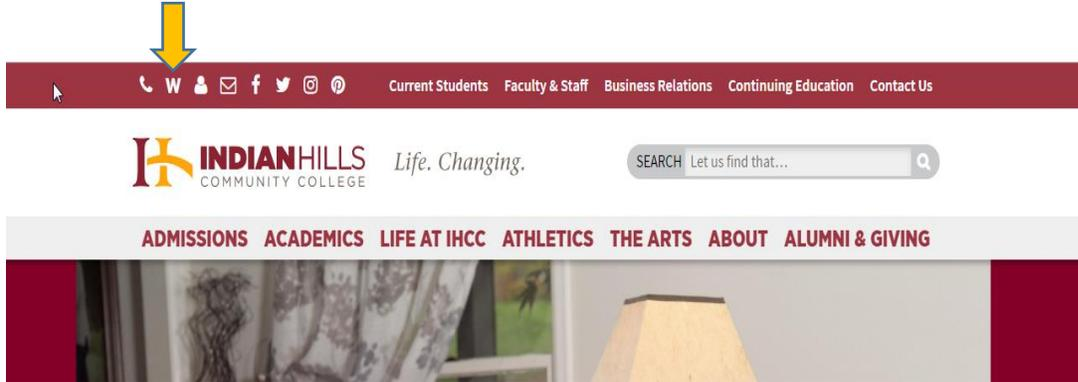 W Current Students Faculty & Staff Business Relations Continuing Education Contact Us
INDIANHILLS
COMMUNITY COLLEGE
Life. Changing.
SEARCH Let us find that...
ADMISSIONS ACADEMICS LIFE AT IHCC ATHLETICS THE ARTS ABOUT ALUMNI & GIVING